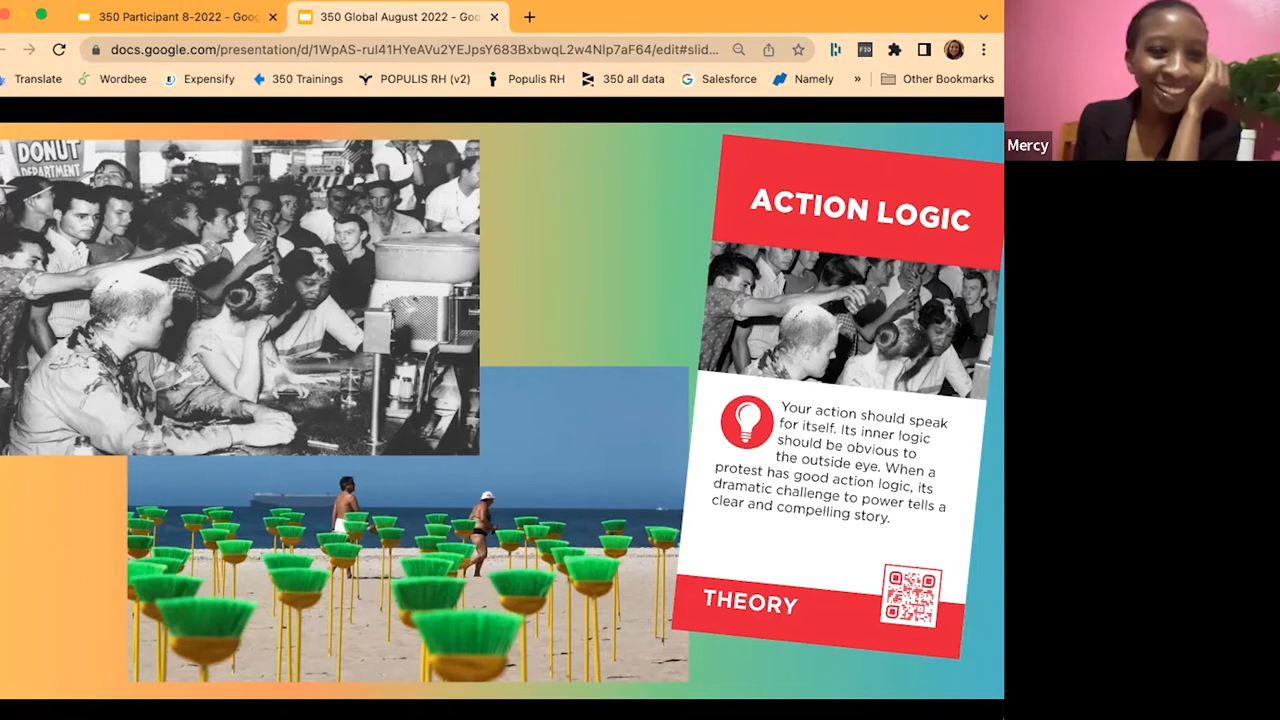 350 Participant 8-2022 - Goog
350 Global August 2022 - Goo
docs.google.com/presentation/d/1WpAS-ruI41HYeAVu2YEJpsY683BxbwqL2w4NIp7aF64/edit#slid...
Translate
Wordbee
Expensify
350 Trainings
POPULIS RH (v2)
Populis RH
350 all data
Salesforce
Namely
»
Other Bookmarks
Mercy
DONUT
DEPARTMENT
ACTION LOGIC
Your action should speak
for itself. Its inner logic
should be obvious to
the outside eye. When a
protest has good action logic, its
dramatic challenge to power tells a
clear and compelling story.
THEORY